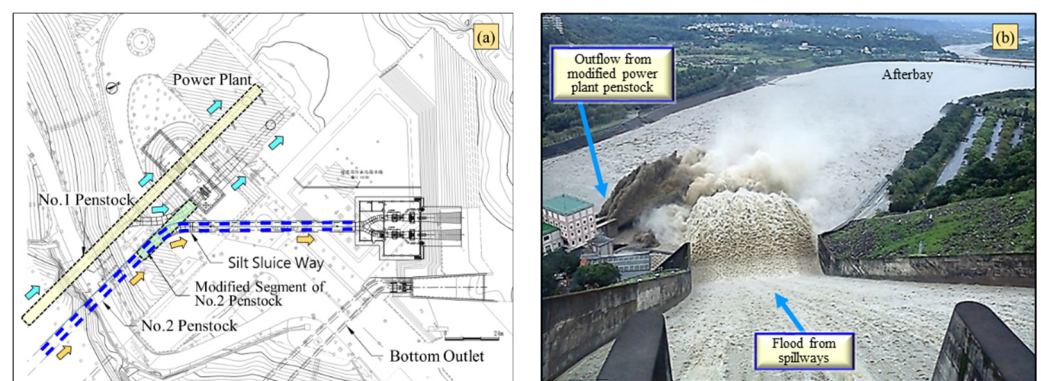 (a)
Power Plant
No.1 Penstock
Silt Sluice Way
Modified Segment of
No.2 Penstock
No.2 Penstock
Bottom Outlet
24m
(b)
Outflow from
modified power
plant penstock
Afterbay
Flood from
spillways